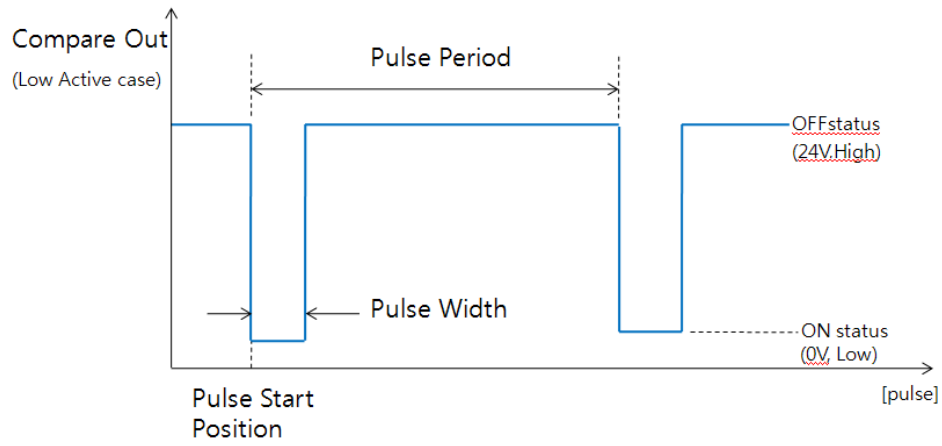 Compare Out
(Low Active case)
Pulse Period
OFFstatus
(24V.High)
Pulse Width
ON status
(0V, Low)
Pulse Start
Position
[pulse]